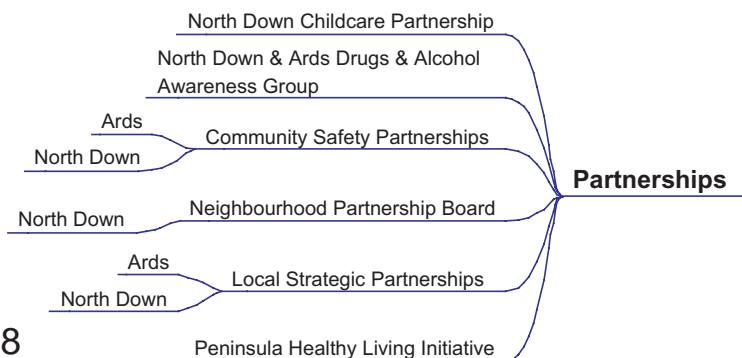 North Down Childcare Partnership
North Down & Ards Drugs & Alcohol
Awareness Group
Ards
North Down
Community Safety Partnerships
Partnerships
North Down
Neighbourhood Partnership Board
Ards
North Down
Local Strategic Partnerships
Peninsula Healthy Living Initiative
8